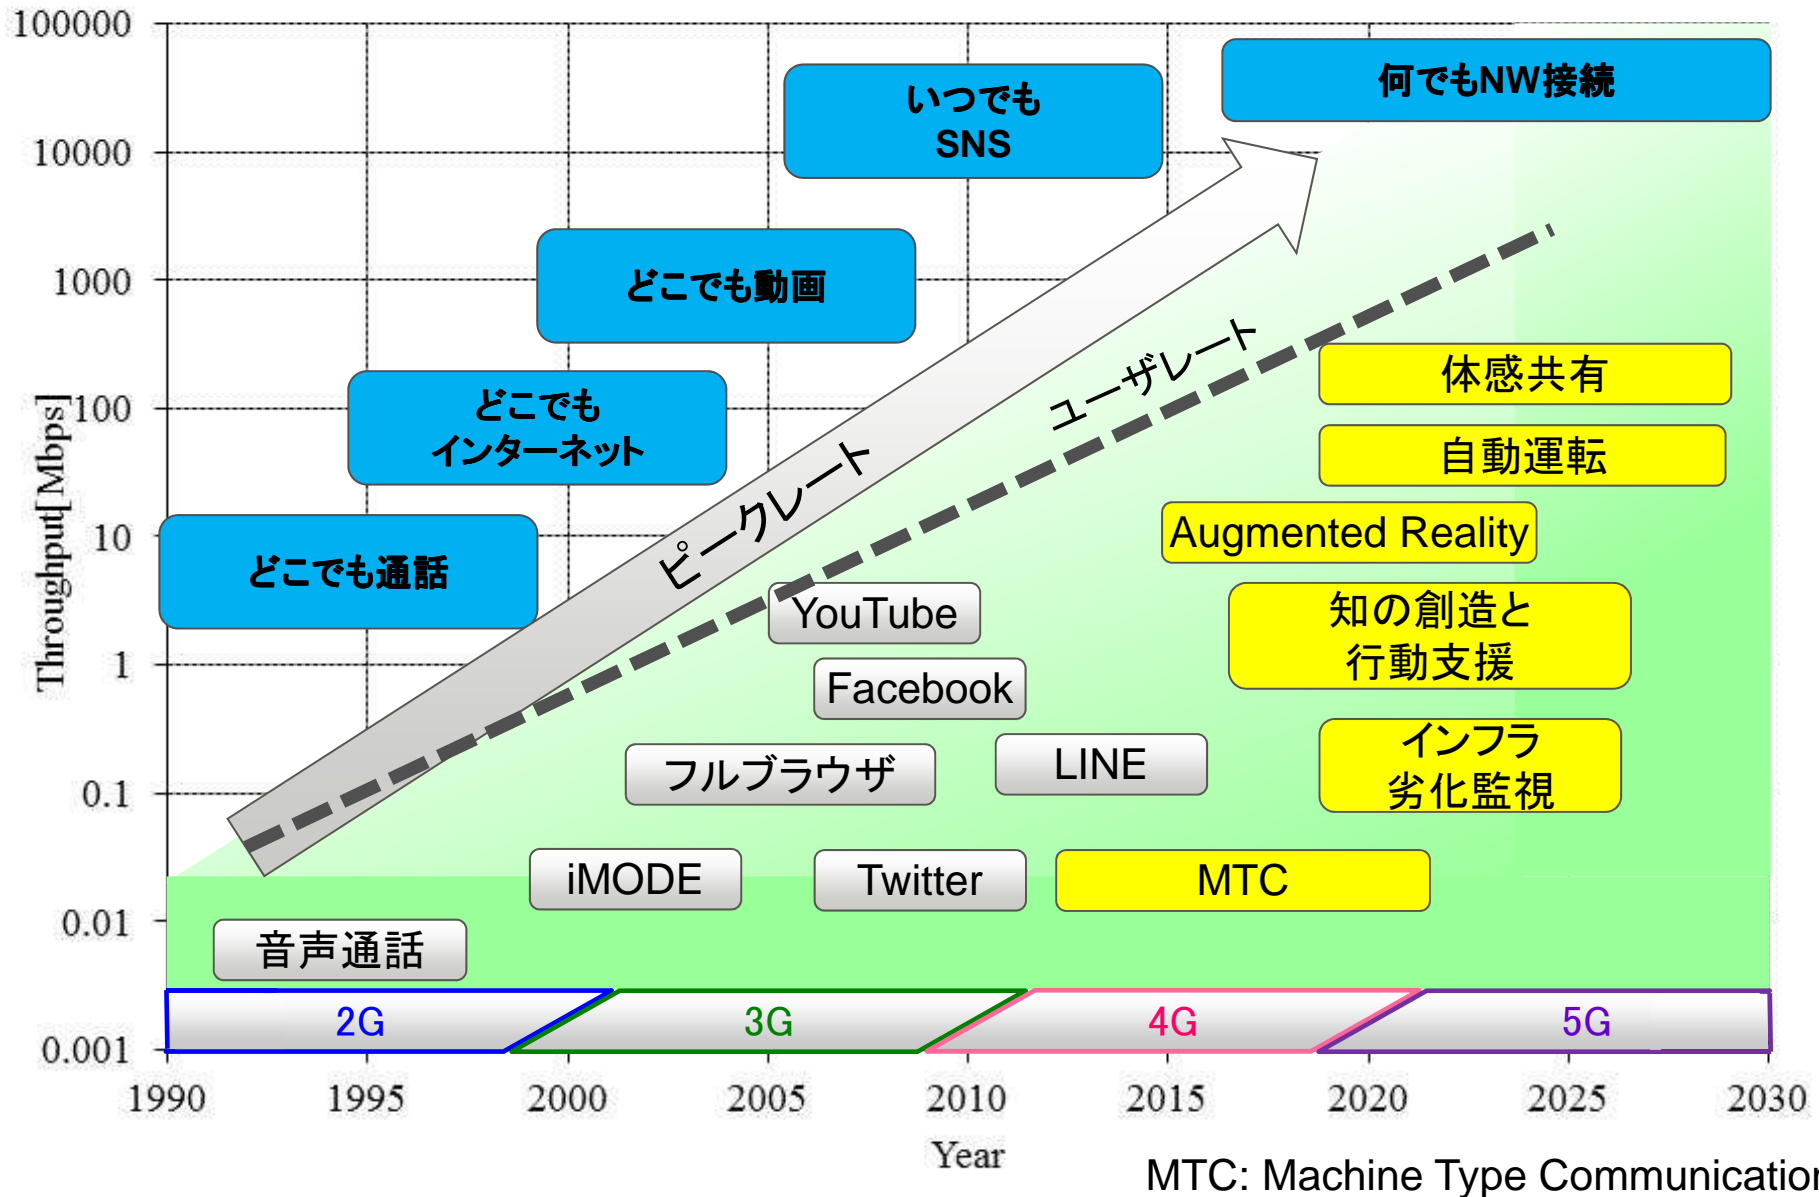 100000
10000
1000
100
10
1
0.1
0.01
0.001
Throughput[Mbps]
何でもNW接続
いつでも
SNS
どこでも動画
どこでも
インターネット
どこでも通話
ピークレート
ユーザレート
体感共有
自動運転
Augmented Reality
YouTube
知の創造と
行動支援
Facebook
フルブラウザ
LINE
インフラ
劣化監視
iMODE
Twitter
MTC
音声通話
2G
3G
4G
5G
1990
1995
2000
2005
2010
2015
2020
2025
2030
Year
MTC: Machine Type Communication